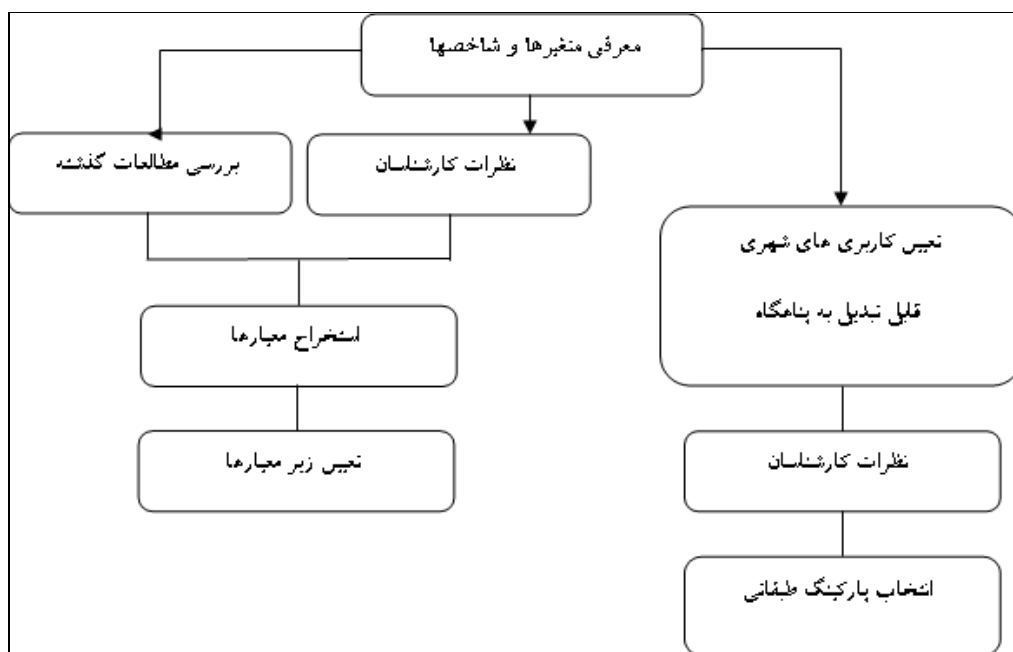 معرفی متغیرها و شاخصها
نظرات کارشناسان
بررسی مطالعات گذشته
تعیین کاربری های شهری
قابل تبدیل به پناهگاه
استخراج معیارها
نظرات کارشناسان
تعیین زیر معیارها
انتخاب پارکینگ طبقاتی